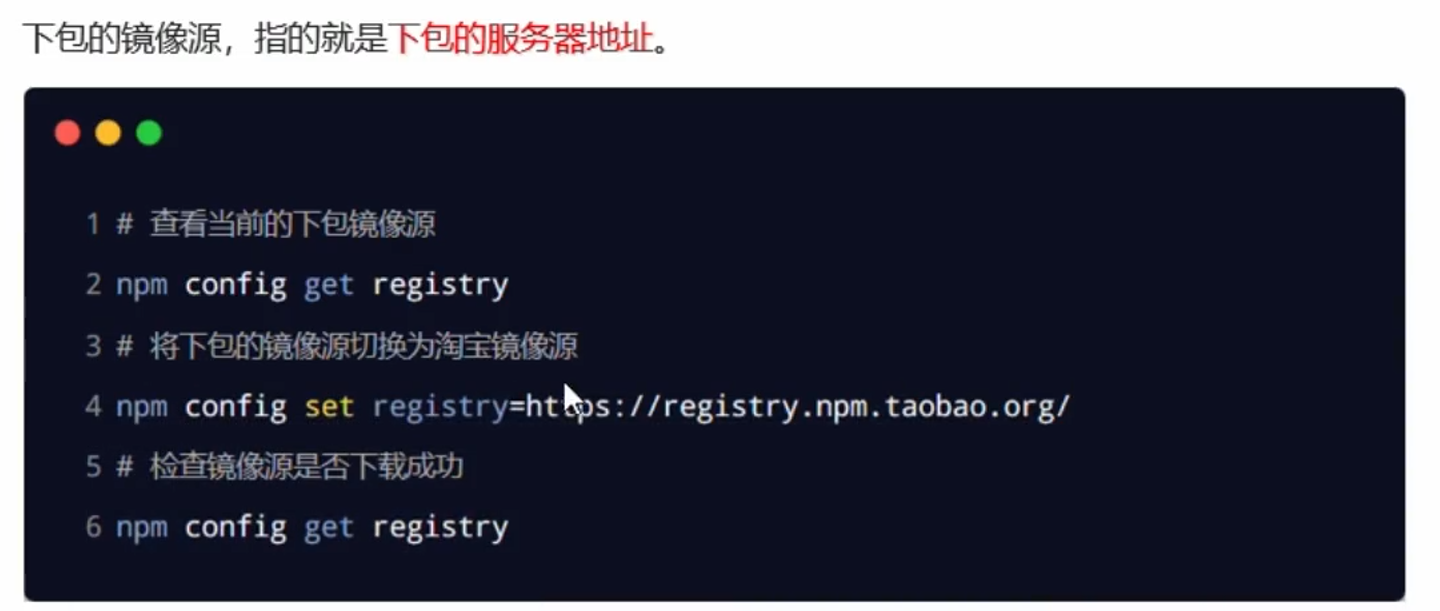 下包的镜像源，指的就是下包的服务器地址。
1 # 查看当前的下包镜像源
2 npm config get registry
3 # 将下包的镜像源切换为淘宝镜像源
4 npm config set registry=https://registry.npm.taobao.org/
5 # 检查镜像源是否下载成功
6 npm config get registry